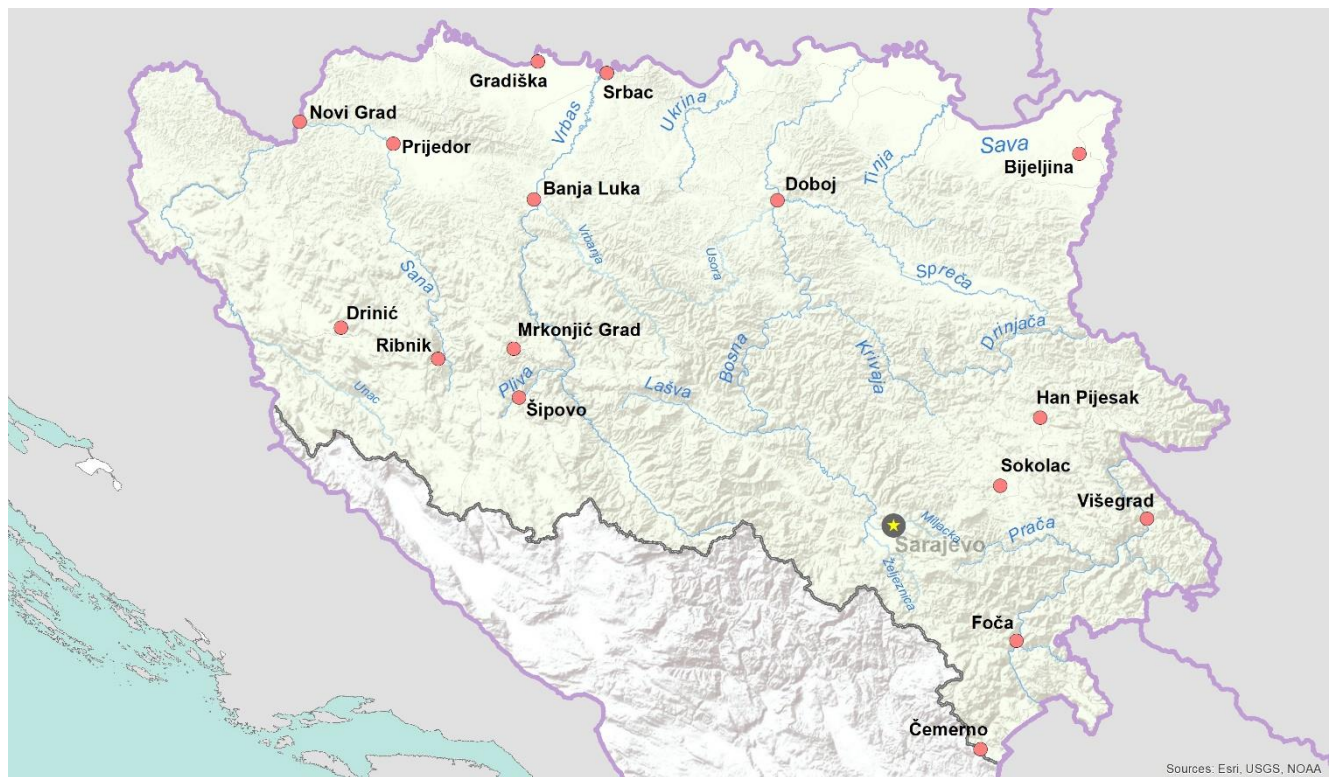 Gradiška
Srbac
Novi Grad
Vrbas
Ukrina
Prijedor
Sava
Tinja
Bijeljina
Banja Luka
Doboj
Vrbanja
Usora
Sana
Spreča
Drinić
Mrkonjić Grad
Drinjača
Ribnik
Bosna
Krivaja
Pliva
Lašva
Unac
Šipovo
Han Pijesak
Sokolac
Višegrad
Miljacka
Prača
Sarajevo
Željeznica
Foča
Čemerno
Sources: Esri, USGS, NOAA